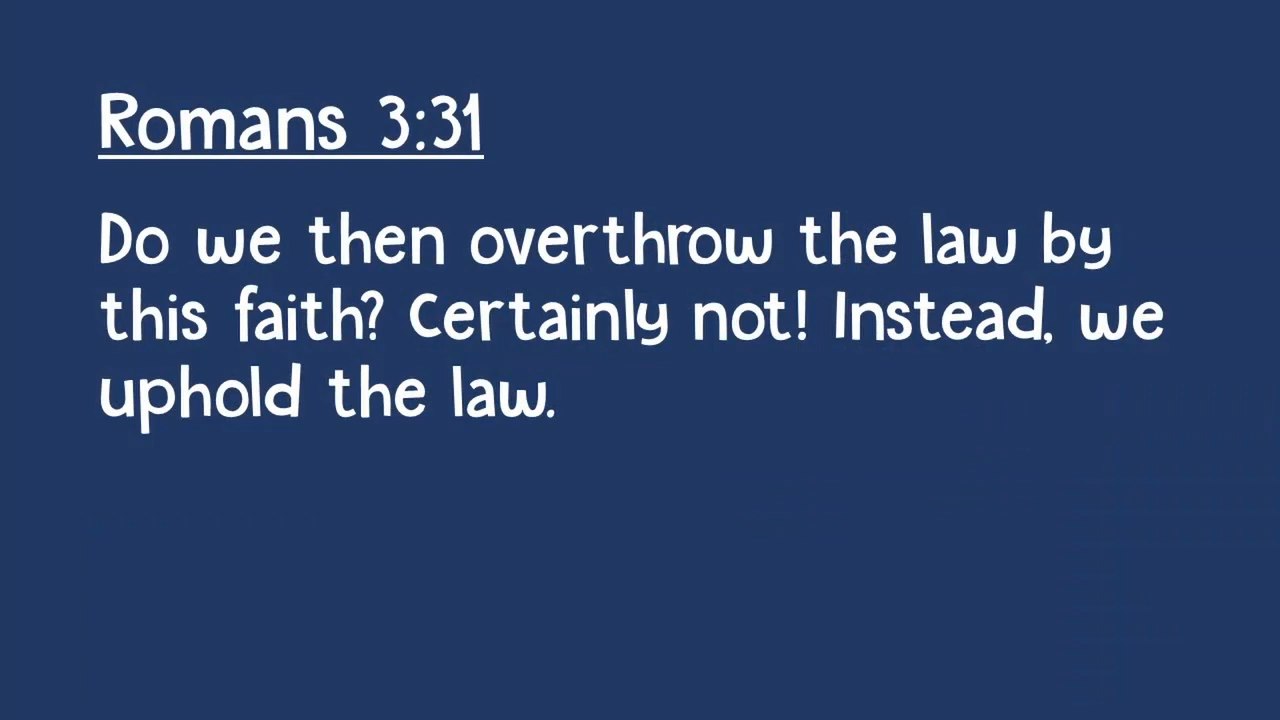 Romans 3:31
Do we then overthrow the law by
this faith? Certainly not! Instead, we
uphold the law.